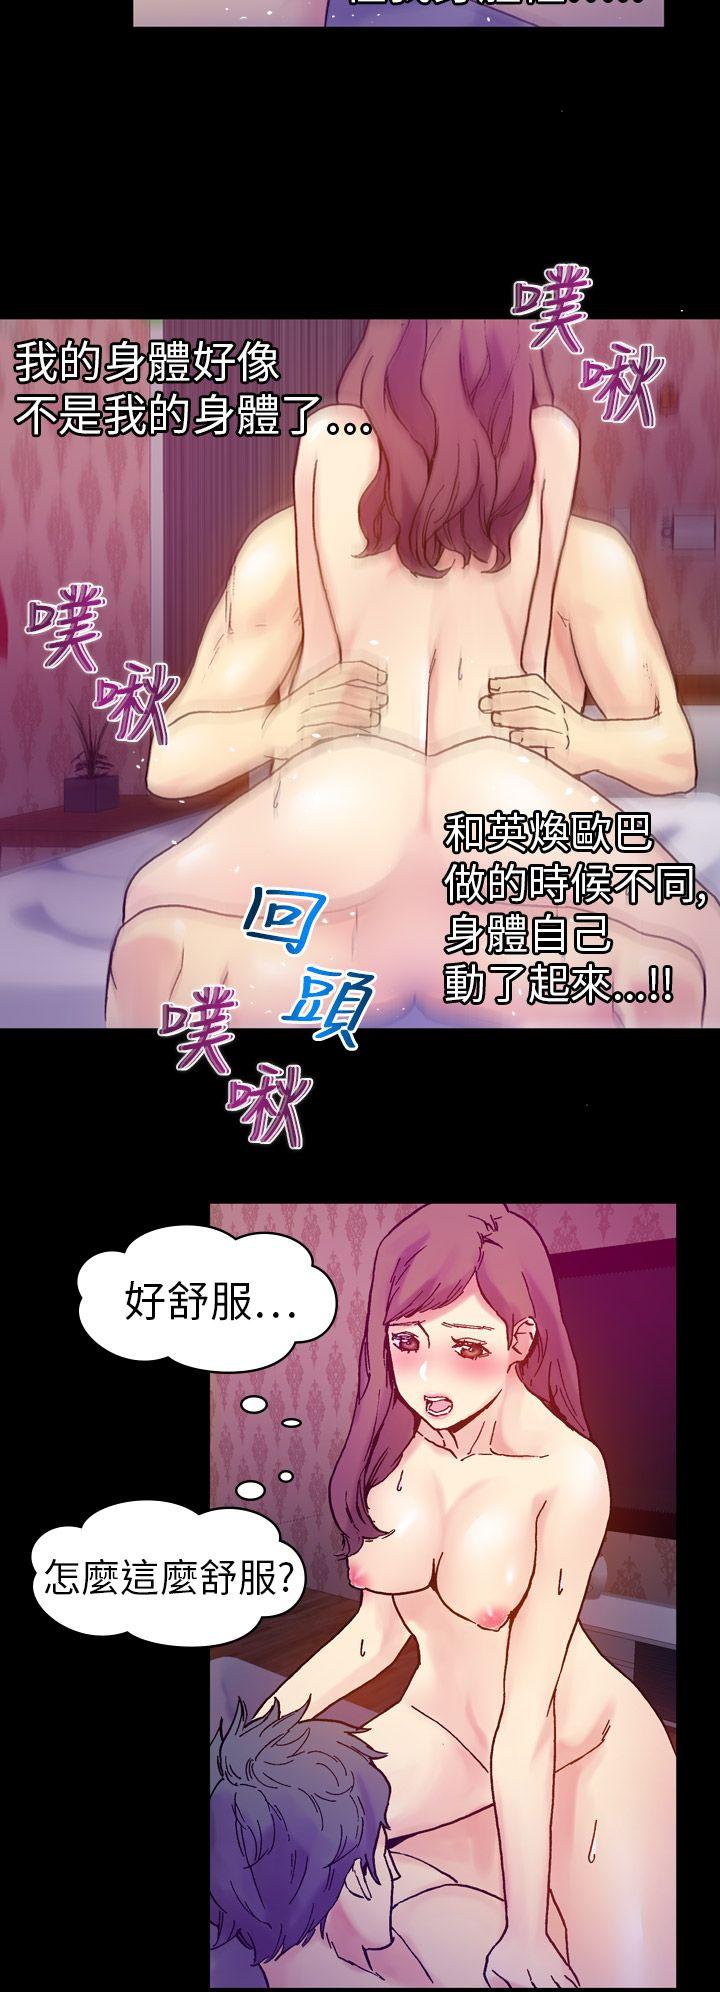 噗
啾
我的身體好像
不是我的身體了...
噗
啾
和英煥歐巴
做的時候不同,
身體自己
動了起來...!!
回
頭
噗
啾
好舒服...
怎麼這麼舒服?